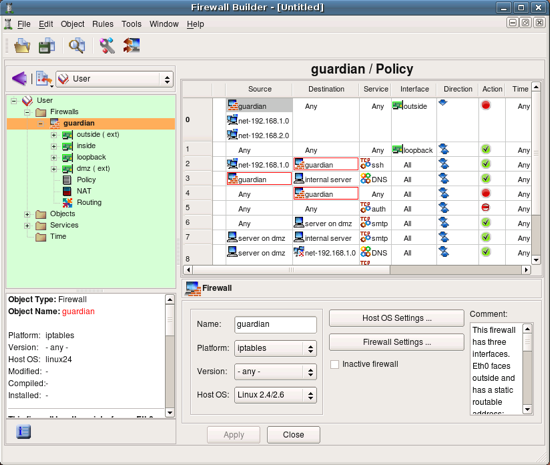 Firewall Builder - [Untitled]
File Edit Object Rules Tools Window Help
User
guardian / Policy
User
Firewalls
guardian
outside ( ext)
inside
loopback
dmz ( ext)
Policy
NAT
Routing
Objects
Services
Time
Source Destination Service Interface Direction Action Time
0 guardian Any Any outside Any
net-192.168.1.0
net-192.168.2.0
1 Any Any Any loopback Any
2 net-192.168.1.0 guardian ssh All Any
3 guardian internal server DNS All Any
4 Any guardian Any All Any
5 Any Any auth All Any
6 Any server on dmz smtp All Any
7 server on dmz internal server smtp All Any
8 server on dmz net-192.168.1.0 DNS All Any
Object Type: Firewall
Object Name: guardian
Platform: iptables
Version: - any -
Host OS: linux24
Modified: -
Compiled:-
Installed: -
Firewall
Name: guardian
Platform: iptables
Version: - any -
Host OS: Linux 2.4/2.6
Host OS Settings ...
Firewall Settings ...
Inactive firewall
Comment:
This firewall
has three
interfaces.
Eth0 faces
outside and
has a static
routable
address;
Apply Close